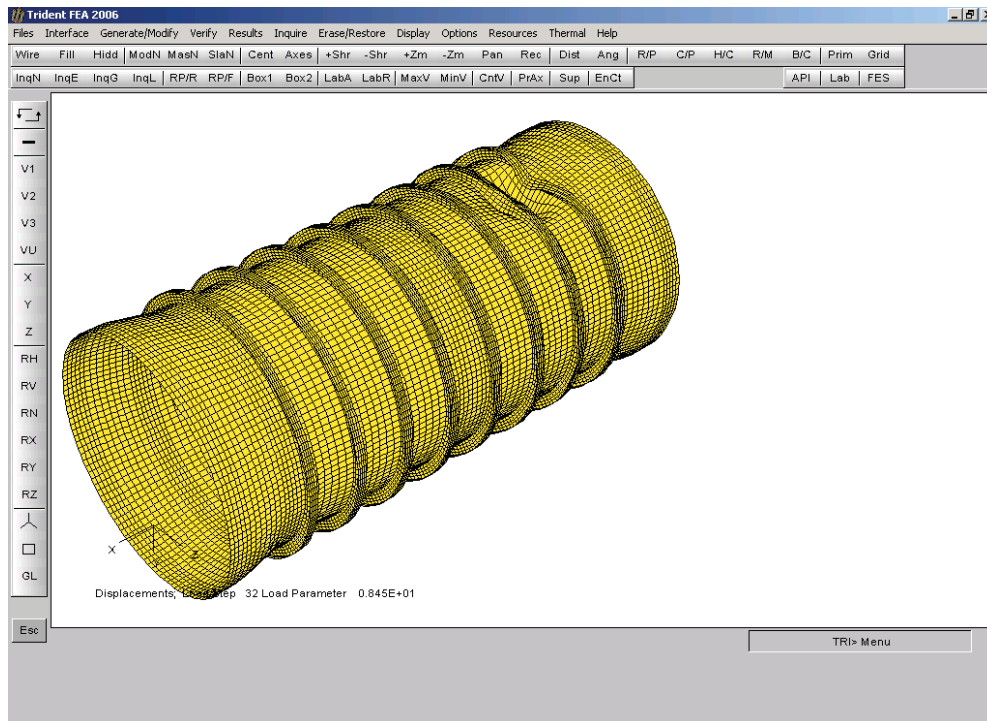 Trident FEA 2006
Files Interface Generate/Modify Verify Results Inquire Erase/Restore Display Options Resources Thermal Help
Wire Fill Hidd ModN MasN SlaN Cent Axes +Shr -Shr +Zm -Zm Pan Rec Dist Ang R/P C/P H/C R/M B/C Prim Grid
InqN InqE InqG InqL RP/R RP/F Box1 Box2 LabA LabR MaxV MinV CntV PrAx Sup EnCt API Lab FES
V1
V2
V3
VU
X
Y
Z
RH
RV
RN
RX
RY
RZ
GL
X Z
Displacements; Load Step 32 Load Parameter 0.845E+01
Esc
TRI> Menu